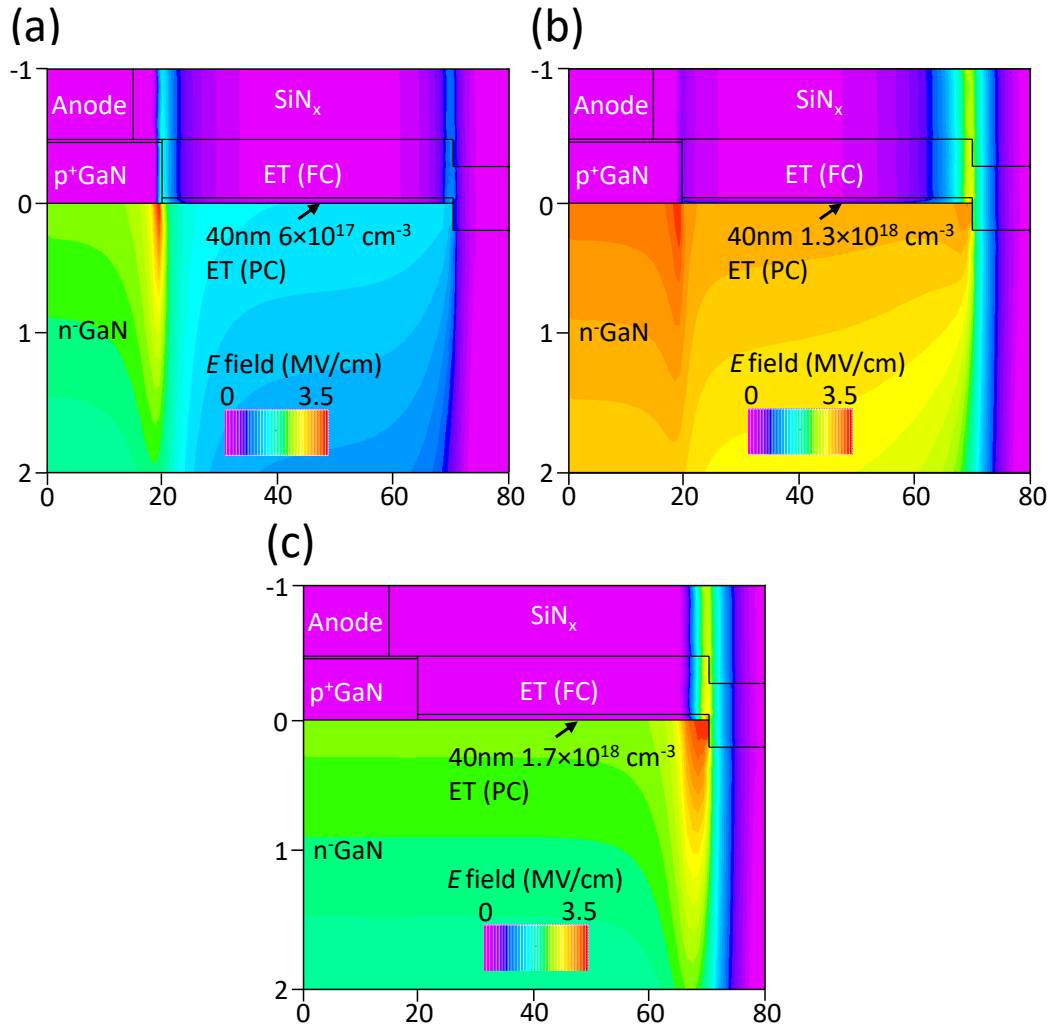 (a)
-1
Anode
SiNx
p+GaN
ET (FC)
0
40nm 6×10^17 cm^-3
ET (PC)
n-GaN
1
E field (MV/cm)
0 3.5
2
0 20 40 60 80
(b)
-1
Anode
SiNx
p+GaN
ET (FC)
0
40nm 1.3×10^18 cm^-3
ET (PC)
n-GaN
1
E field (MV/cm)
0 3.5
2
0 20 40 60 80
(c)
-1
Anode
SiNx
p+GaN
ET (FC)
0
40nm 1.7×10^18 cm^-3
ET (PC)
n-GaN
1
E field (MV/cm)
0 3.5
2
0 20 40 60 80